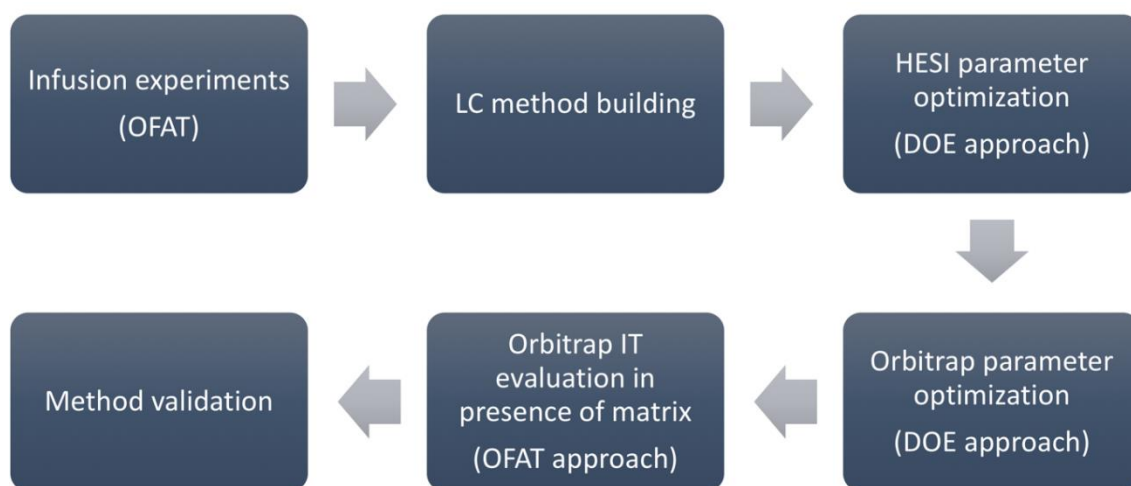 Infusion experiments
(OFAT)
LC method building
HESI parameter
optimization
(DOE approach)
Orbitrap parameter
optimization
(DOE approach)
Orbitrap IT
evaluation in
presence of matrix
(OFAT approach)
Method validation